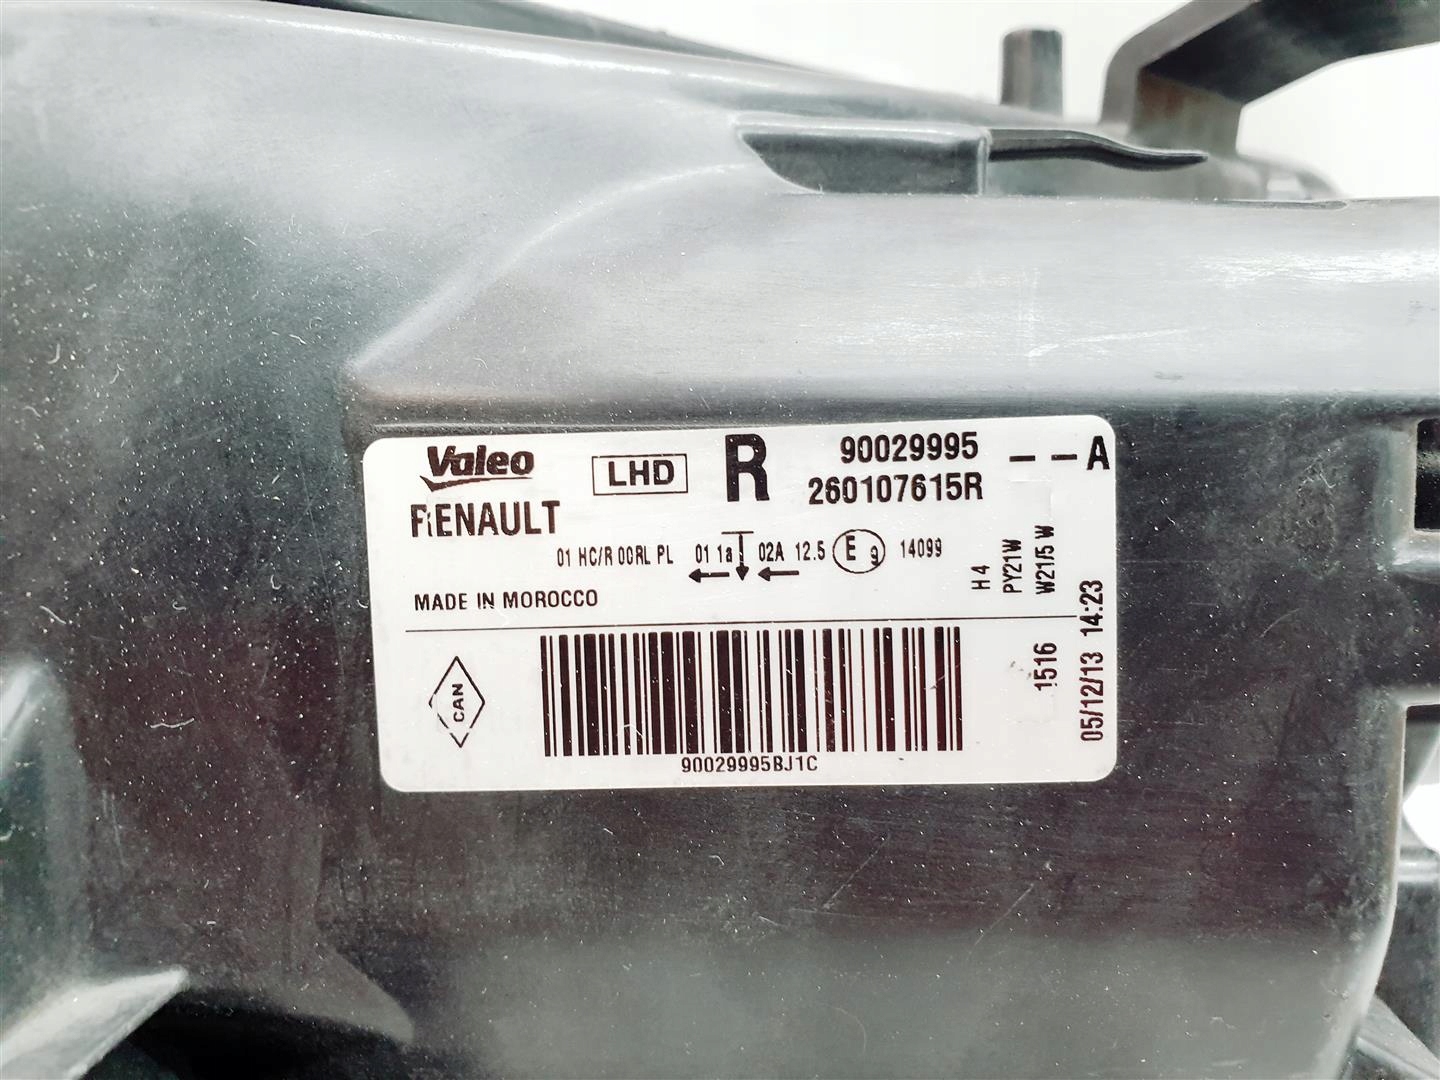 Valeo LHD R 90029995 --A
RENAULT 260107615R
01 HC/R 00RL PL 01 1a 02A 12.5 E 9 14099
MADE IN MOROCCO
H4
PY21W
W21/5 W
1516
05/12/13 14:23
CAN
90029995BJ1C